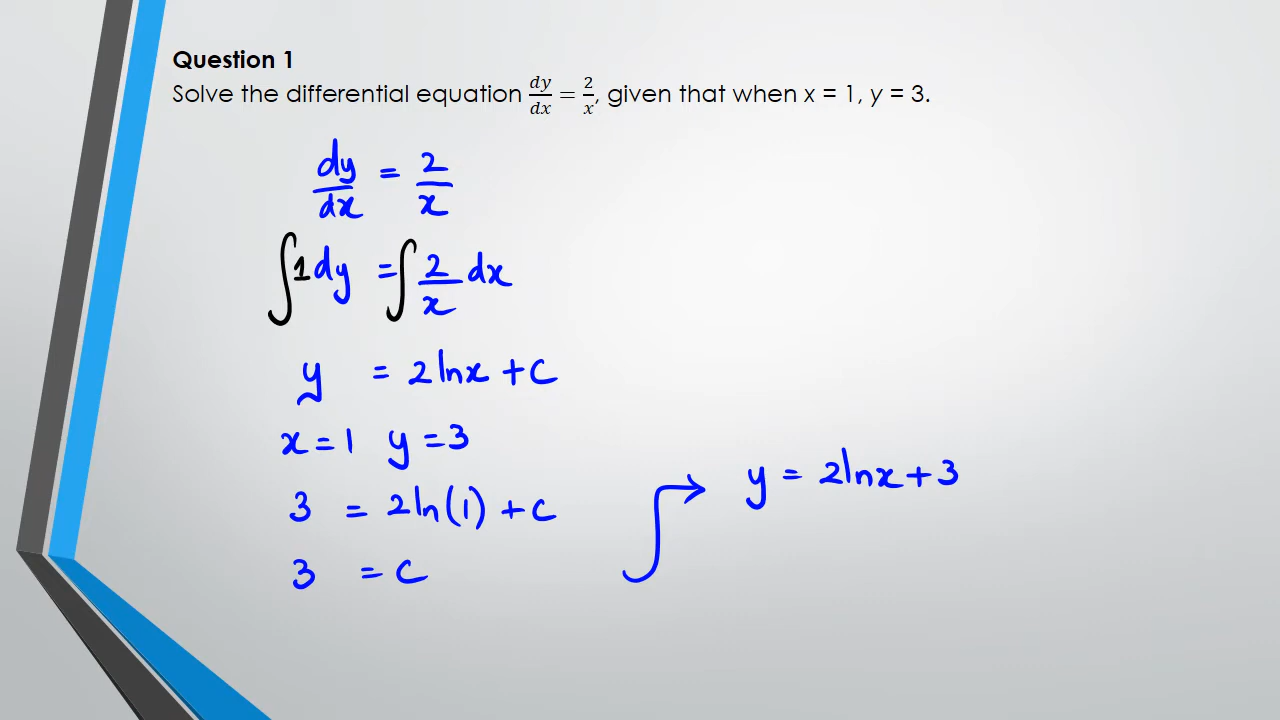 Question 1
Solve the differential equation dy/dx = 2/x, given that when x = 1, y = 3.
dy/dx = 2/x
∫1dy = ∫2/x dx
y = 2lnx + c
x = 1 y = 3
3 = 2ln(1) + c
3 = c
y = 2lnx + 3